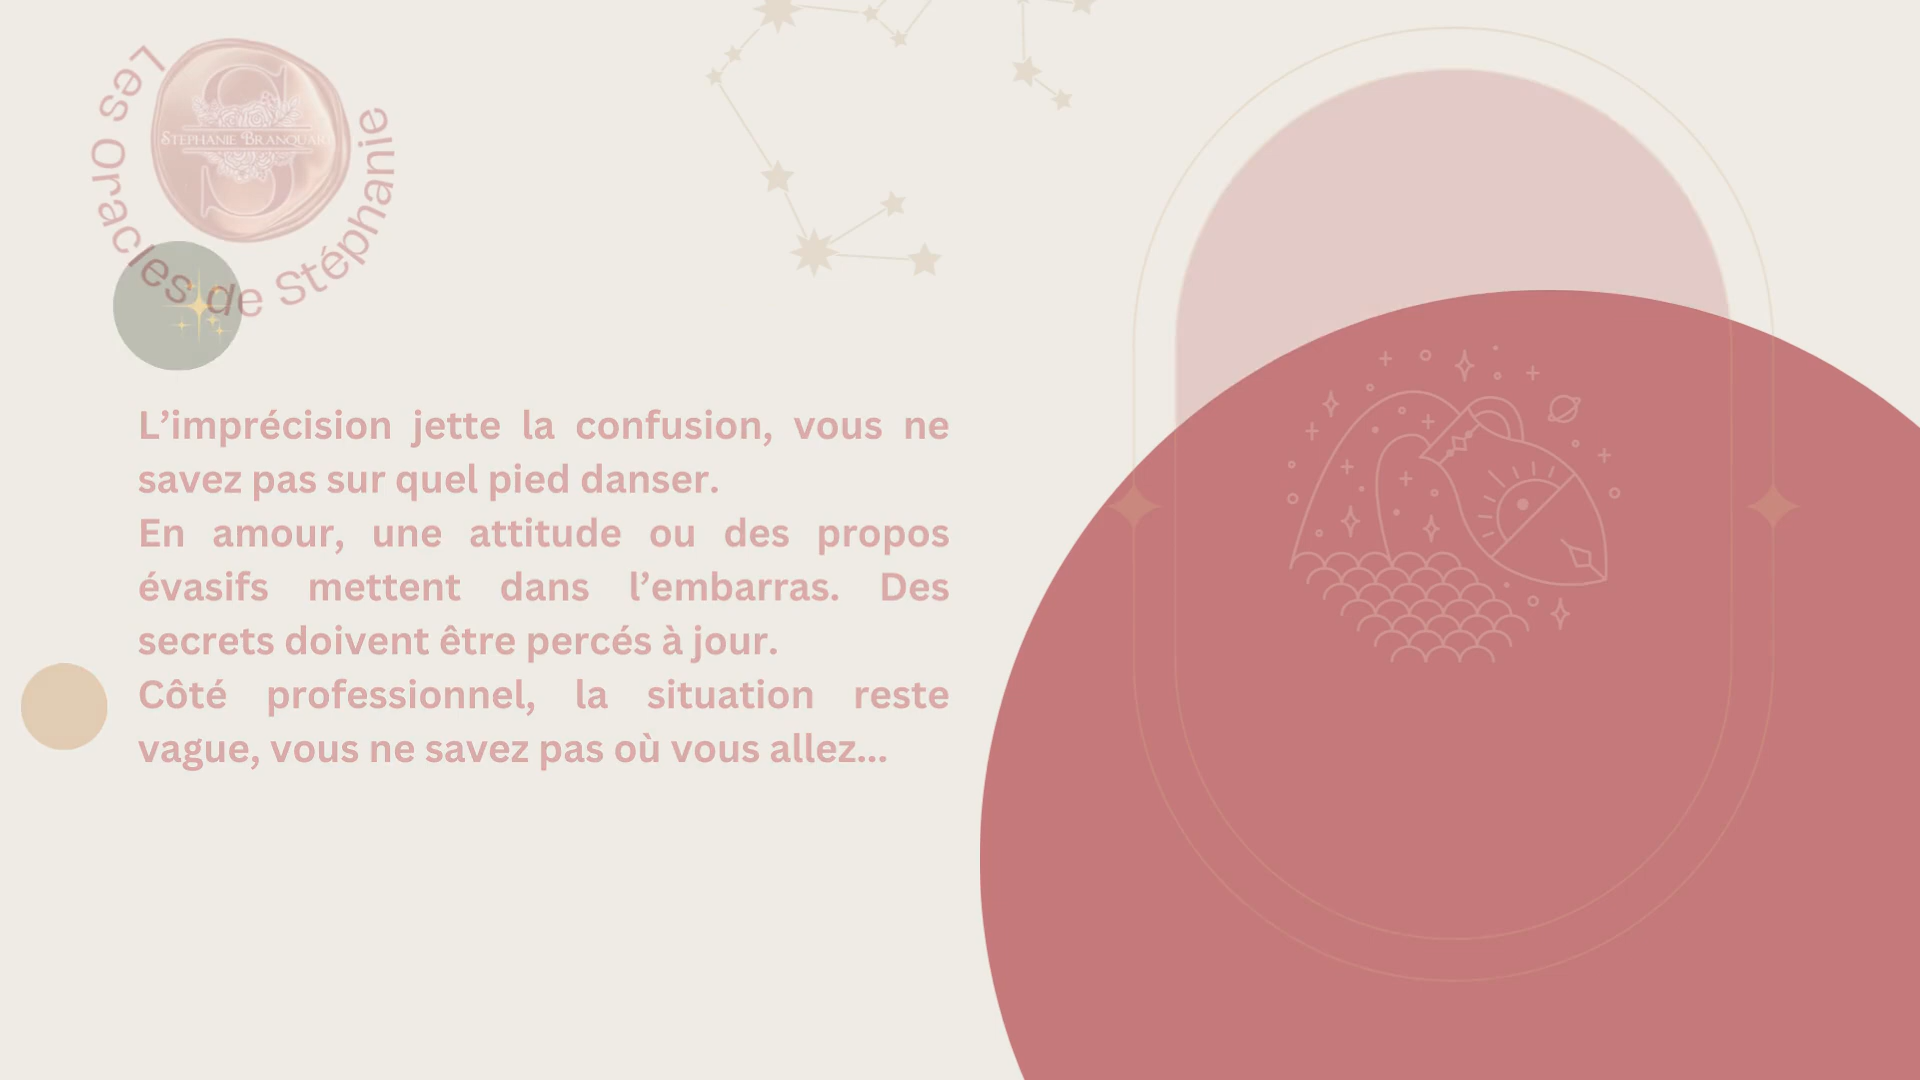 Les Oracles de Stéphanie
STEPHANIE BRANQUART
L’imprécision jette la confusion, vous ne
savez pas sur quel pied danser.
En amour, une attitude ou des propos
évasifs mettent dans l’embarras. Des
secrets doivent être percés à jour.
Côté professionnel, la situation reste
vague, vous ne savez pas où vous allez...